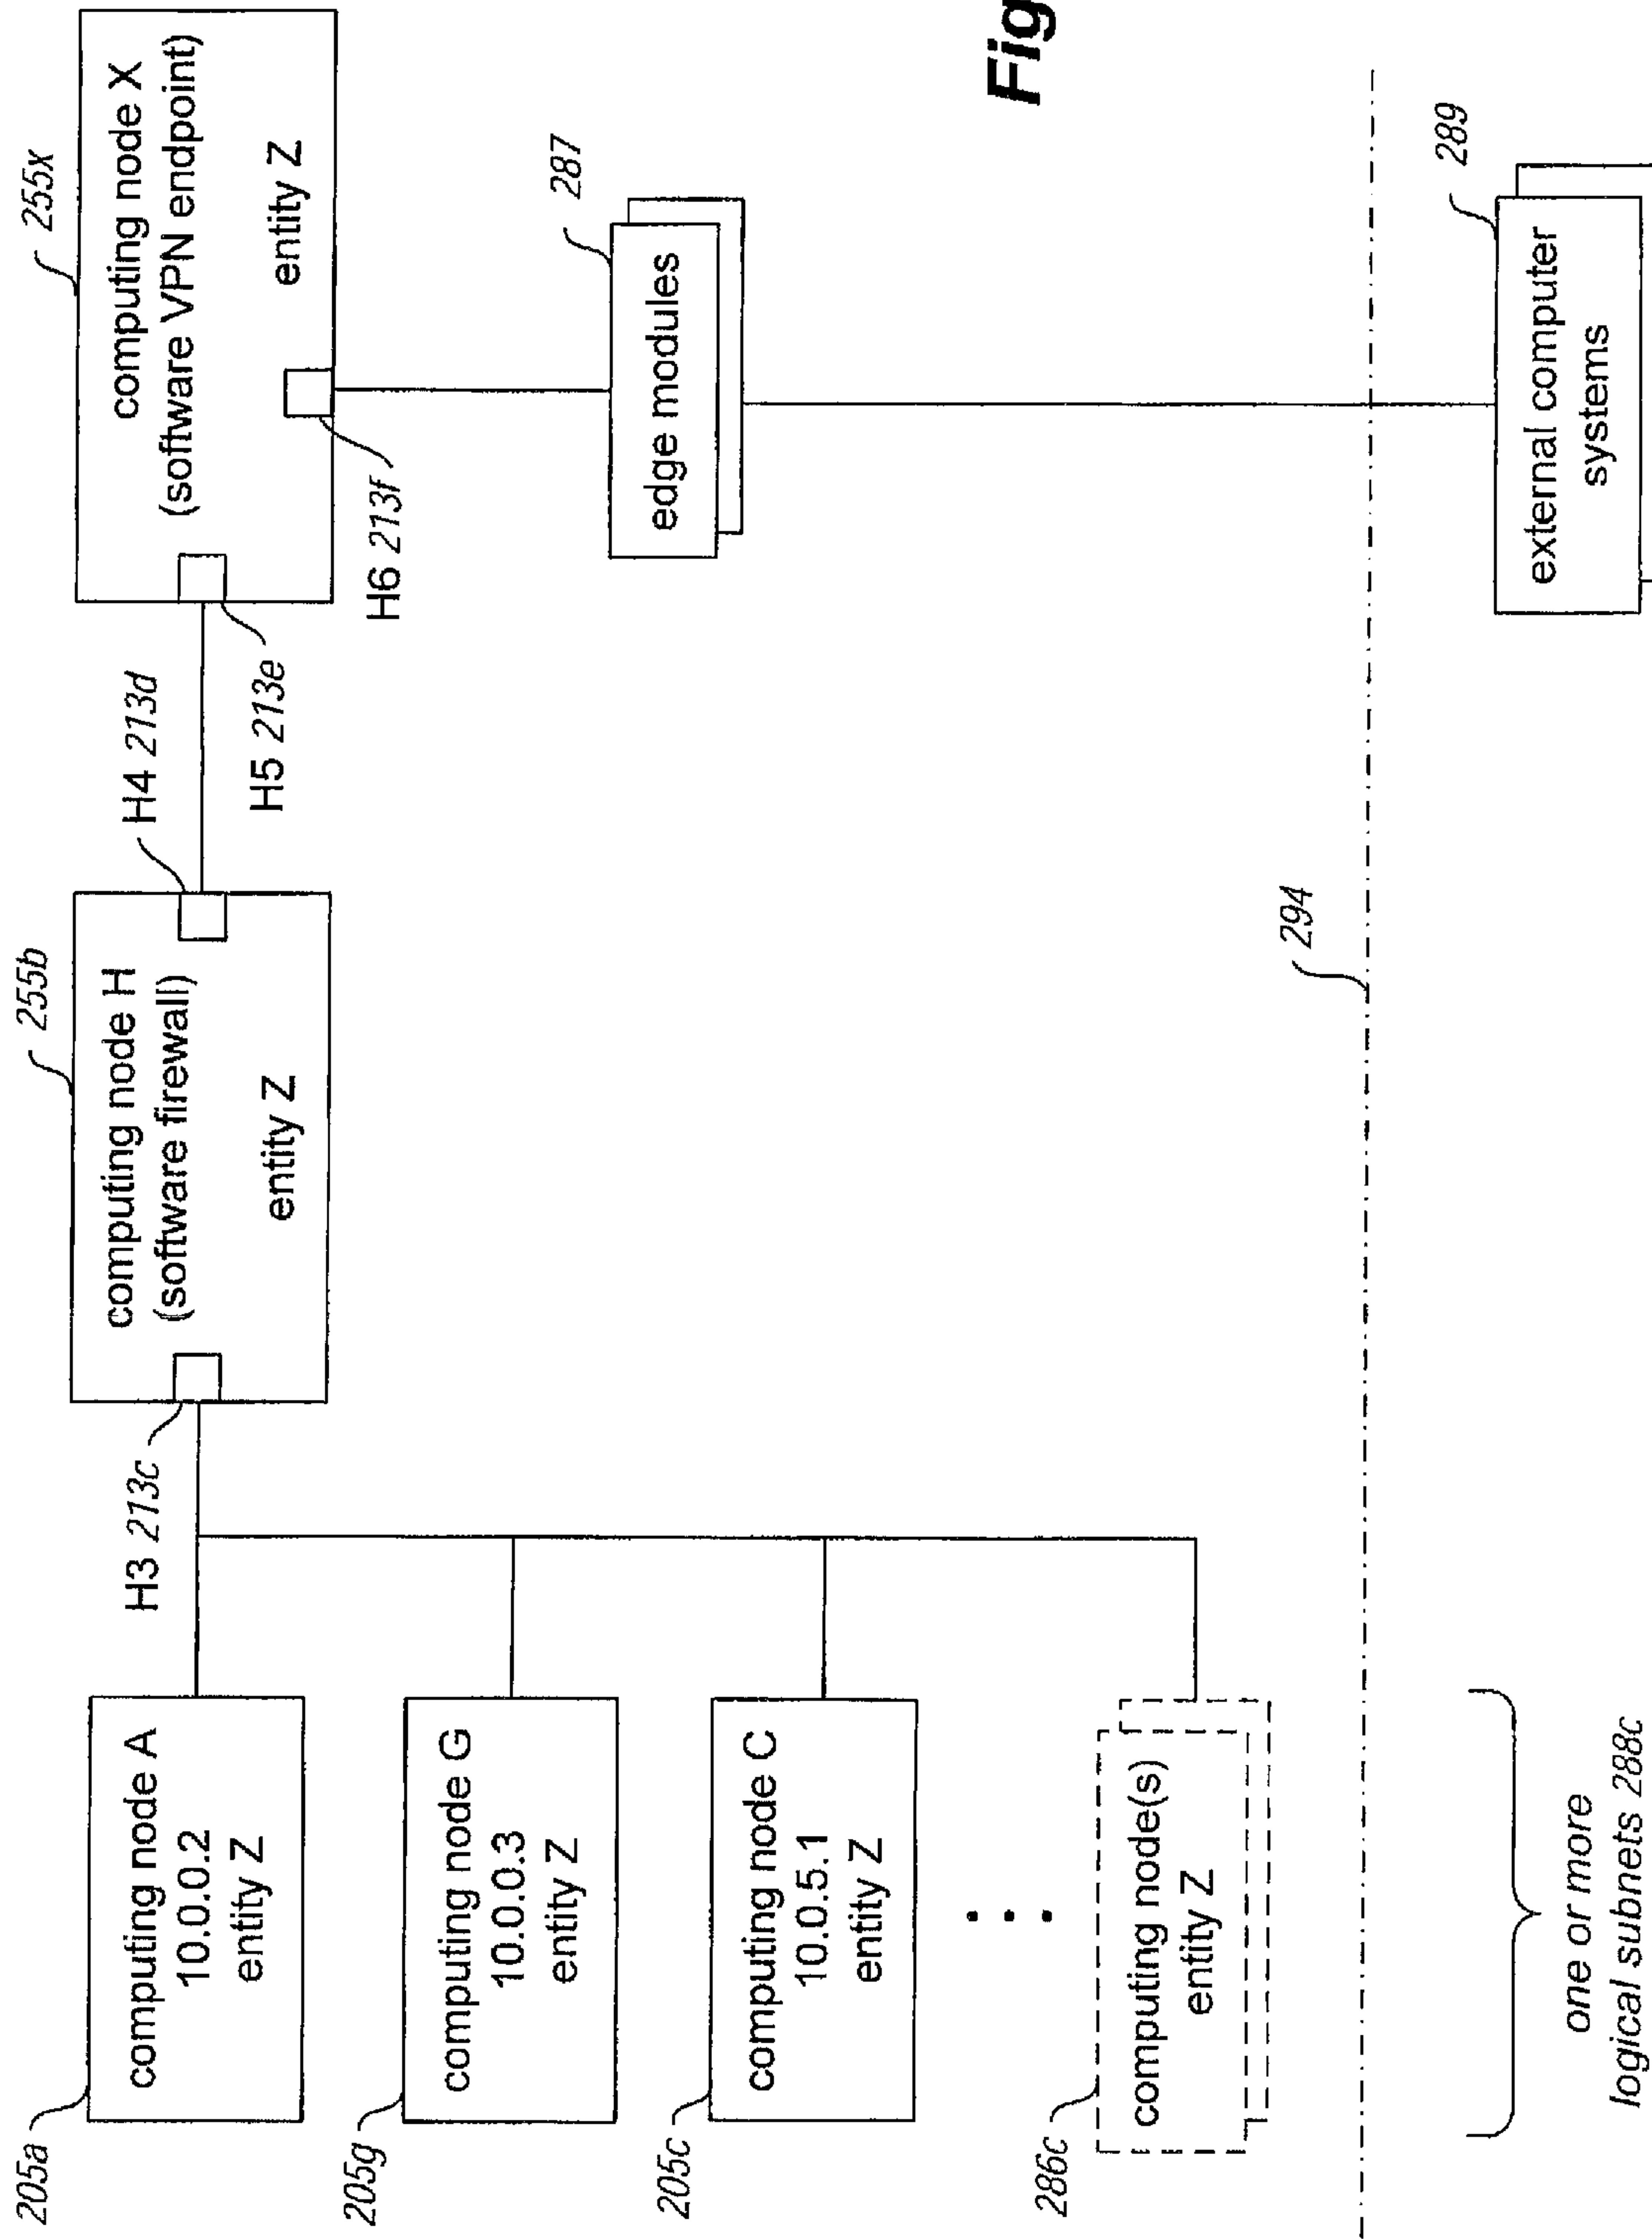 205a
computing node A
10.0.0.2
entity Z
205g
computing node G
10.0.0.3
entity Z
205c
computing node C
10.0.5.1
entity Z
286c
computing node(s)
entity Z
one or more
logical subnets 288c
H3 213c
255b
computing node H
(software firewall)
entity Z
H4 213d
H5 213e
255x
computing node X
(software VPN endpoint)
entity Z
H6 213f
287
edge modules
294
289
external computer
systems
Fig